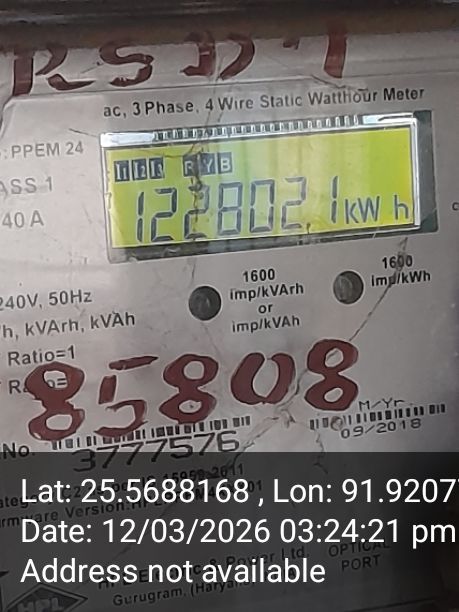 RSD-1
ac, 3 Phase, 4 Wire Static Watthour Meter
: PPEM 24
ASS 1
40 A
R Y B
1228021 kW h
240V, 50Hz
h, kVArh, kVAh
Ratio=1
1600
imp/kVArh
or
imp/kVAh
1600
imp/kWh
85808
M/Yr.
09/2018
No.
3777576
Lat: 25.5688168 , Lon: 91.9207
Date: 12/03/2026 03:24:21 pm
Address not available
Gurugram, (Haryana)
OPTICAL
PORT
HPL